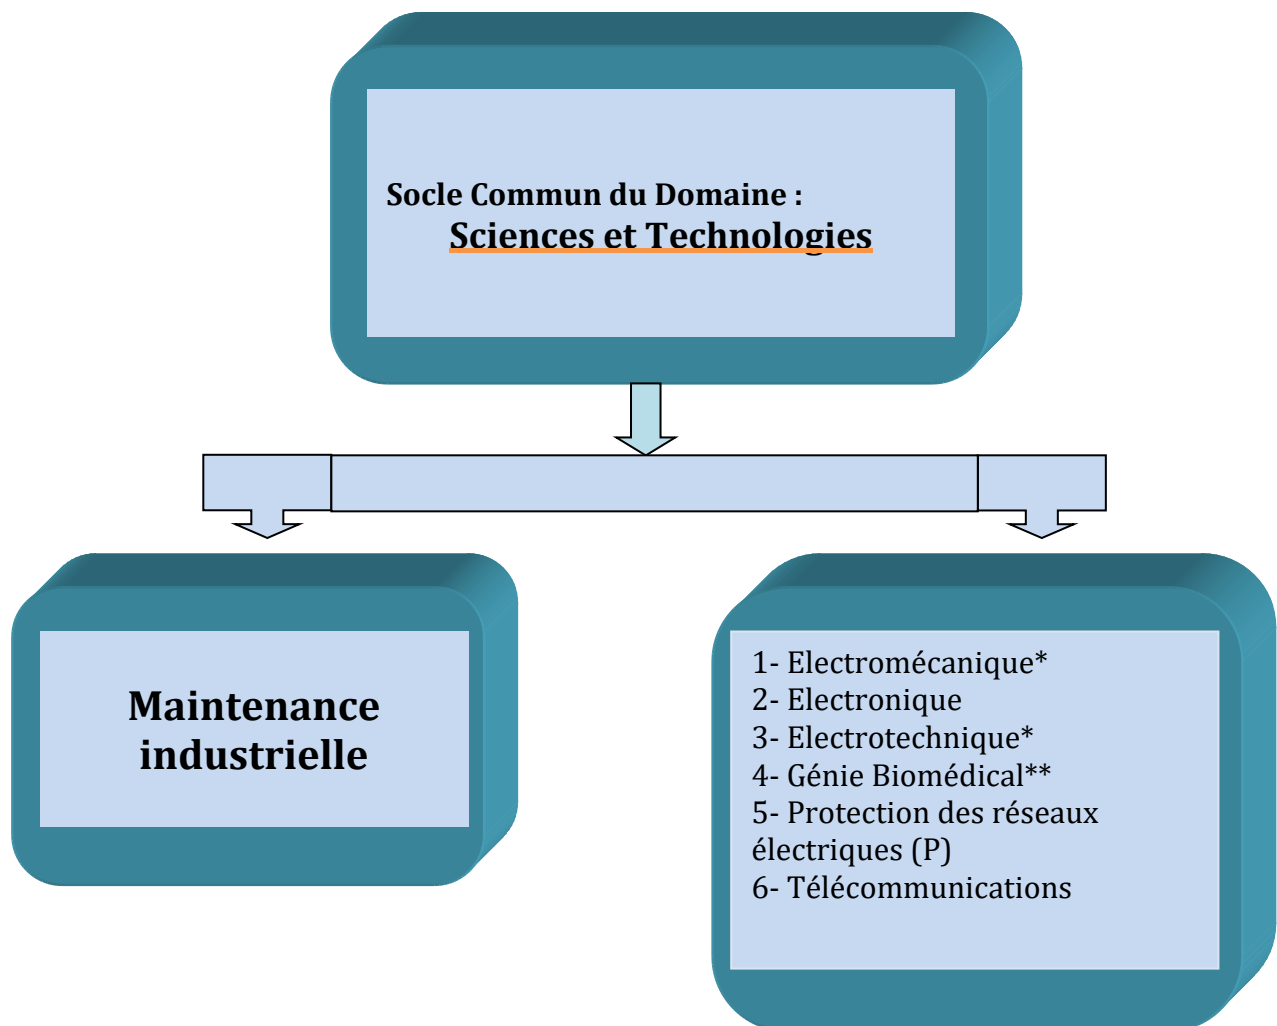 Socle Commun du Domaine :
Sciences et Technologies
Maintenance
industrielle
1- Electromécanique*
2- Electronique
3- Electrotechnique*
4- Génie Biomédical**
5- Protection des réseaux
électriques (P)
6- Télécommunications